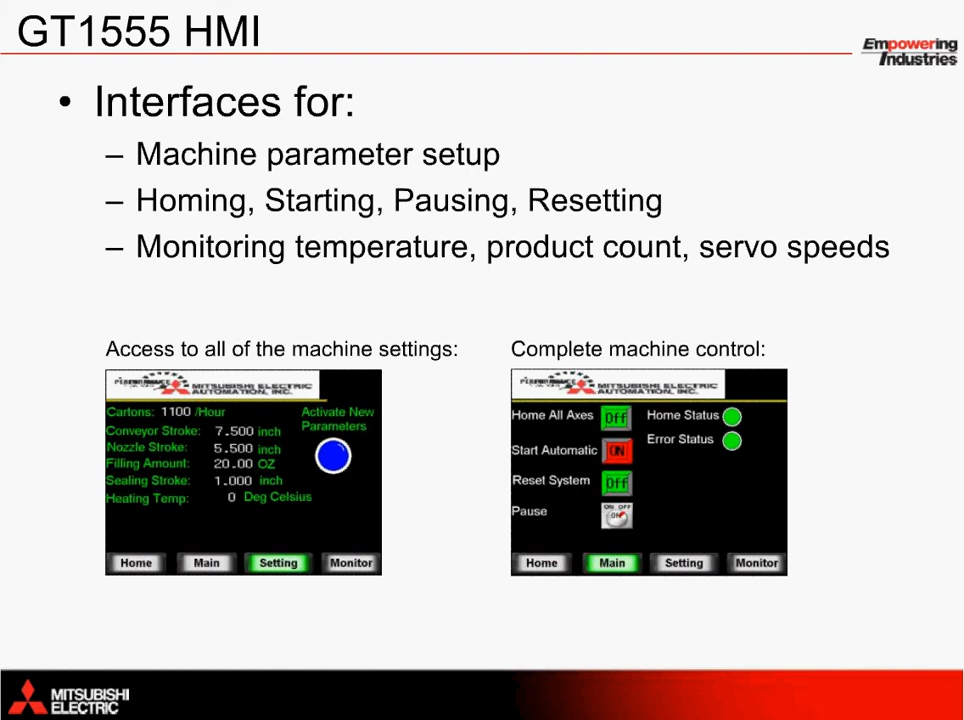 GT1555 HMI
Empowering
Industries
• Interfaces for:
– Machine parameter setup
– Homing, Starting, Pausing, Resetting
– Monitoring temperature, product count, servo speeds
Access to all of the machine settings:
MITSUBISHI ELECTRIC
AUTOMATION, INC.
Cartons: 1100 /Hour
Activate New
Parameters
Conveyor Stroke: 7.500 inch
Nozzle Stroke: 5.500 inch
Filling Amount: 20.00 OZ
Sealing Stroke: 1.000 inch
Heating Temp: 0 Deg Celsius
Home Main Setting Monitor
Complete machine control:
MITSUBISHI ELECTRIC
AUTOMATION, INC.
Home All Axes Off Home Status
Error Status
Start Automatic ON
Reset System Off
Pause ON OFF
Off
Home Main Setting Monitor
MITSUBISHI
ELECTRIC